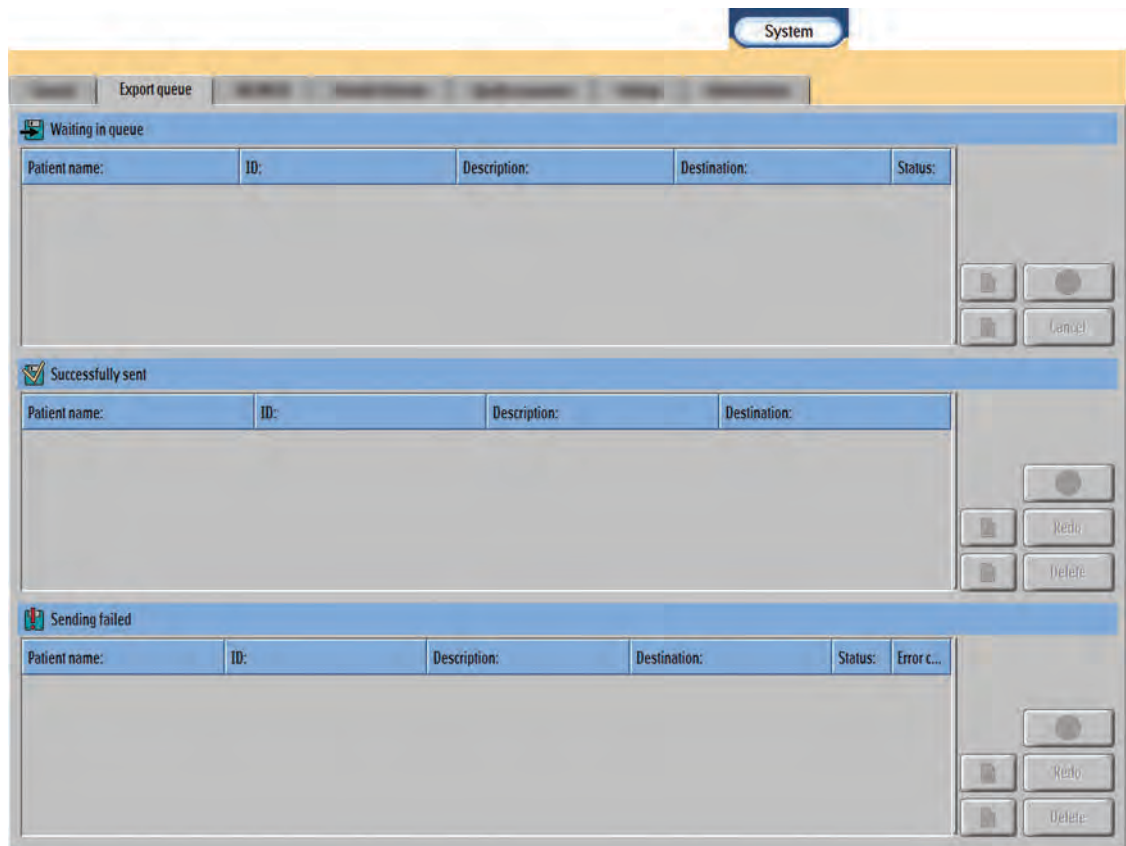 System
Export queue
Waiting in queue
Patient name: ID: Description: Destination: Status:
Cancel
Successfully sent
Patient name: ID: Description: Destination:
Redo
Delete
Sending failed
Patient name: ID: Description: Destination: Status: Error c...
Redo
Delete